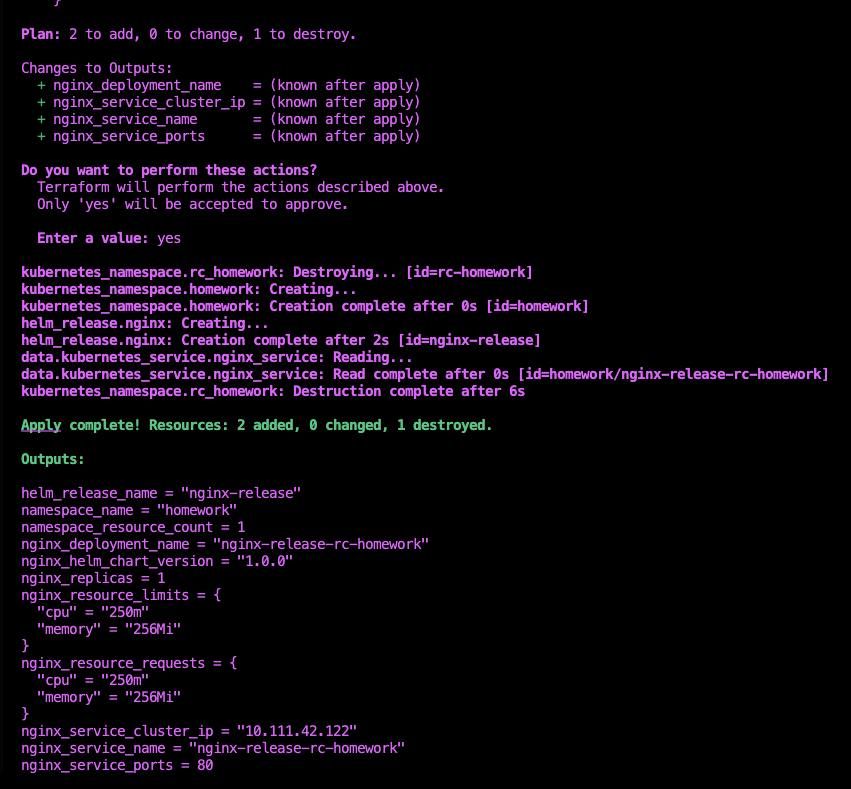 }
Plan: 2 to add, 0 to change, 1 to destroy.
Changes to Outputs:
  + nginx_deployment_name    = (known after apply)
  + nginx_service_cluster_ip = (known after apply)
  + nginx_service_name       = (known after apply)
  + nginx_service_ports      = (known after apply)
Do you want to perform these actions?
  Terraform will perform the actions described above.
  Only 'yes' will be accepted to approve.
  Enter a value: yes
kubernetes_namespace.rc_homework: Destroying... [id=rc-homework]
kubernetes_namespace.homework: Creating...
kubernetes_namespace.homework: Creation complete after 0s [id=homework]
helm_release.nginx: Creating...
helm_release.nginx: Creation complete after 2s [id=nginx-release]
data.kubernetes_service.nginx_service: Reading...
data.kubernetes_service.nginx_service: Read complete after 0s [id=homework/nginx-release-rc-homework]
kubernetes_namespace.rc_homework: Destruction complete after 6s
Apply complete! Resources: 2 added, 0 changed, 1 destroyed.
Outputs:
helm_release_name = "nginx-release"
namespace_name = "homework"
namespace_resource_count = 1
nginx_deployment_name = "nginx-release-rc-homework"
nginx_helm_chart_version = "1.0.0"
nginx_replicas = 1
nginx_resource_limits = {
  "cpu" = "250m"
  "memory" = "256Mi"
}
nginx_resource_requests = {
  "cpu" = "250m"
  "memory" = "256Mi"
}
nginx_service_cluster_ip = "10.111.42.122"
nginx_service_name = "nginx-release-rc-homework"
nginx_service_ports = 80